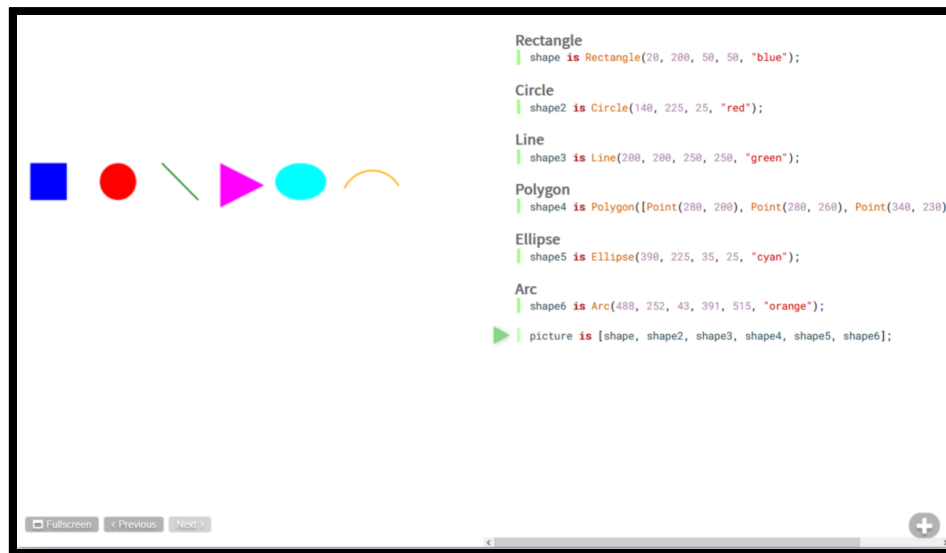 Rectangle
shape is Rectangle(20, 200, 50, 50, "blue");
Circle
shape2 is Circle(140, 225, 25, "red");
Line
shape3 is Line(200, 200, 250, 250, "green");
Polygon
shape4 is Polygon([Point(280, 200), Point(280, 260), Point(340, 230)
Ellipse
shape5 is Ellipse(390, 225, 35, 25, "cyan");
Arc
shape6 is Arc(488, 252, 43, 391, 515, "orange");
picture is [shape, shape2, shape3, shape4, shape5, shape6];
Fullscreen < Previous Next >